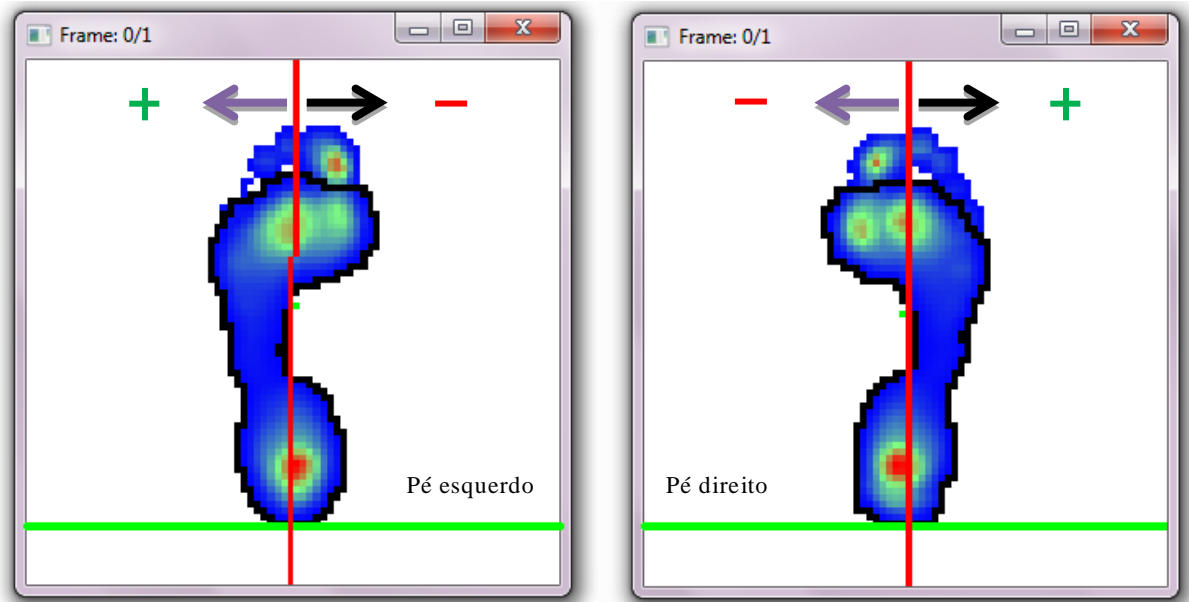 Frame: 0/1
Frame: 0/1
+ −
− +
Pé esquerdo
Pé direito